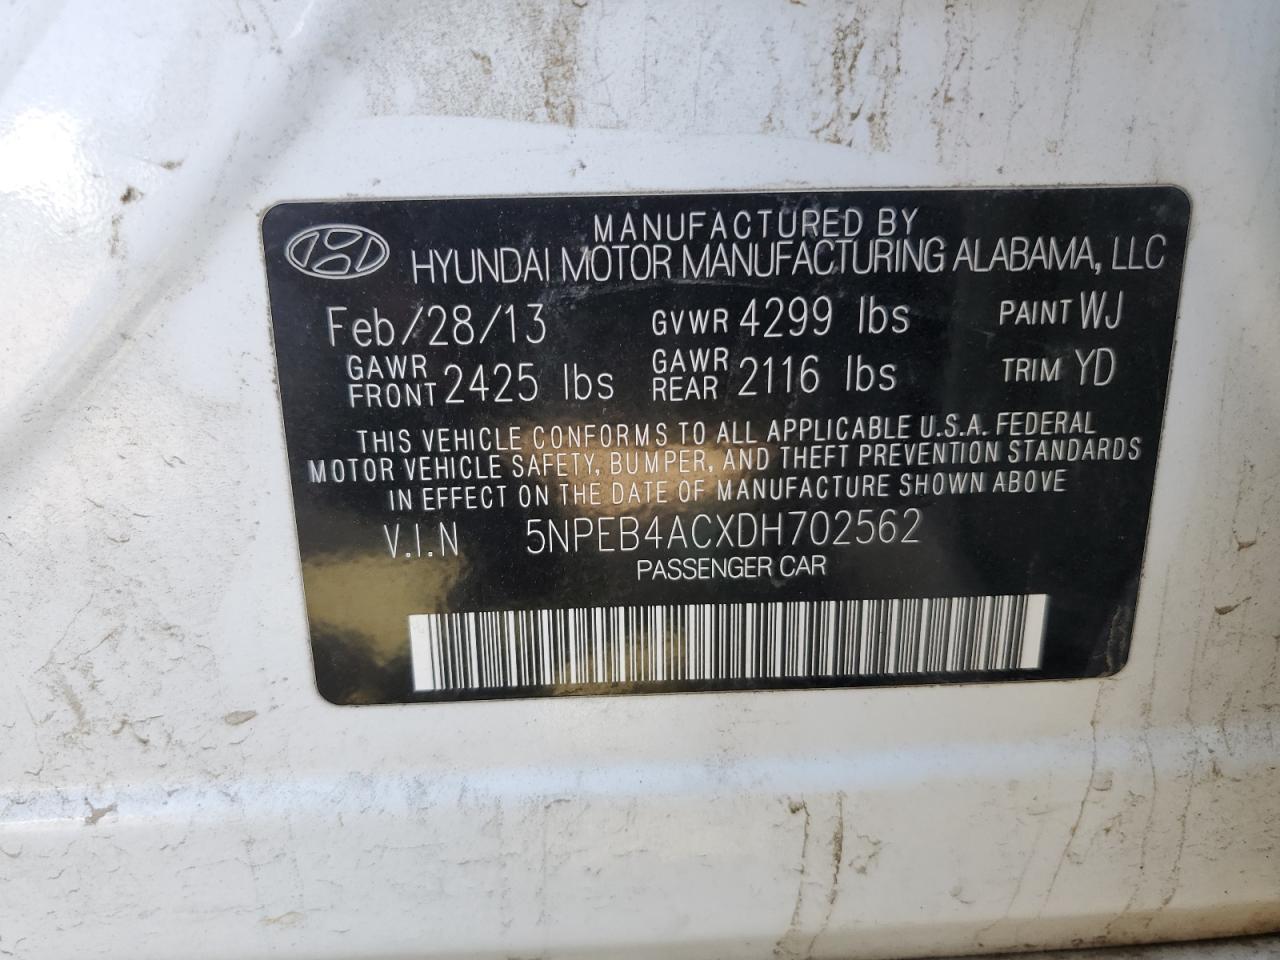 MANUFACTURED BY
HYUNDAI MOTOR MANUFACTURING ALABAMA, LLC
Feb/28/13 GVWR 4299 lbs PAINT WJ
GAWR FRONT 2425 lbs GAWR REAR 2116 lbs TRIM YD
THIS VEHICLE CONFORMS TO ALL APPLICABLE U.S.A. FEDERAL
MOTOR VEHICLE SAFETY, BUMPER, AND THEFT PREVENTION STANDARDS
IN EFFECT ON THE DATE OF MANUFACTURE SHOWN ABOVE
V.I.N 5NPEB4ACXDH702562
PASSENGER CAR